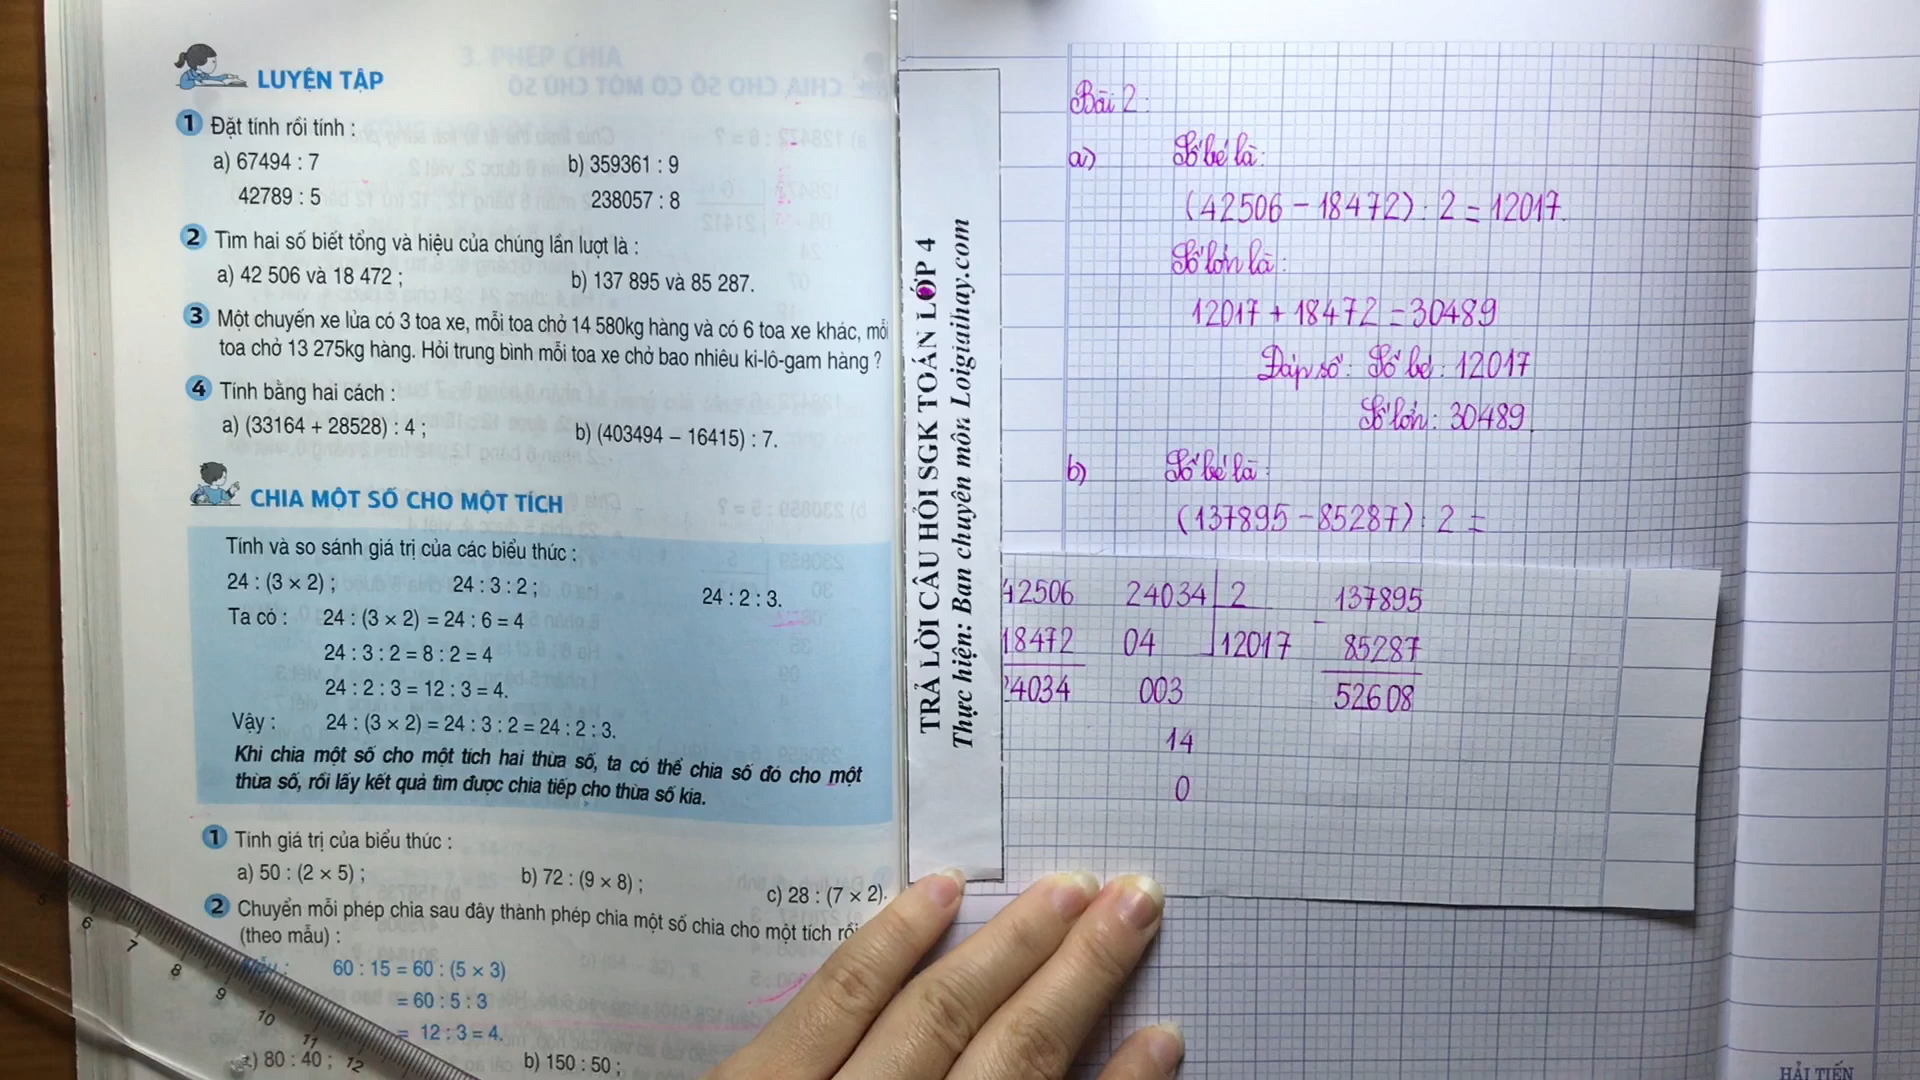 LUYỆN TẬP
1 Đặt tính rồi tính :
a) 67494 : 7
b) 359361 : 9
42789 : 5
238057 : 8
2 Tìm hai số biết tổng và hiệu của chúng lần lượt là :
a) 42 506 và 18 472 ;
b) 137 895 và 85 287.
3 Một chuyến xe lửa có 3 toa xe, mỗi toa chở 14 580kg hàng và có 6 toa xe khác, mỗi
toa chở 13 275kg hàng. Hỏi trung bình mỗi toa xe chở bao nhiêu ki-lô-gam hàng ?
4 Tính bằng hai cách :
a) (33164 + 28528) : 4 ;
b) (403494 – 16415) : 7.
CHIA MỘT SỐ CHO MỘT TÍCH
Tính và so sánh giá trị của các biểu thức :
24 : (3 × 2) ;
24 : 3 : 2 ;
24 : 2 : 3.
Ta có :
24 : (3 × 2) = 24 : 6 = 4
24 : 3 : 2 = 8 : 2 = 4
24 : 2 : 3 = 12 : 3 = 4.
Vậy :
24 : (3 × 2) = 24 : 3 : 2 = 24 : 2 : 3.
Khi chia một số cho một tích hai thừa số, ta có thể chia số đó cho một
thừa số, rồi lấy kết quả tìm được chia tiếp cho thừa số kia.
1 Tính giá trị của biểu thức :
a) 50 : (2 × 5) ;
b) 72 : (9 × 8) ;
c) 28 : (7 × 2).
2 Chuyển mỗi phép chia sau đây thành phép chia một số chia cho một tích rồi
(theo mẫu) :
60 : 15 = 60 : (5 × 3)
= 60 : 5 : 3
= 12 : 3 = 4.
) 80 : 40 ;
b) 150 : 50 ;
6
7
8
9
10
11
12
TRẢ LỜI CÂU HỎI SGK TOÁN LỚP 4
Thực hiện: Ban chuyên môn Loigiaihay.com
Bài 2 :
a)
Số bé là:
(42506 – 18472) : 2 = 12017.
Số lớn là :
12017 + 18472 = 30489
Đáp số : Số bé : 12017
Số lớn : 30489.
b)
Số bé là :
(137895 – 85287) : 2 =
42506
18472
4034
24034 2
04 12017
003
14
0
–
137895
85287
52608
HẢI TIẾN